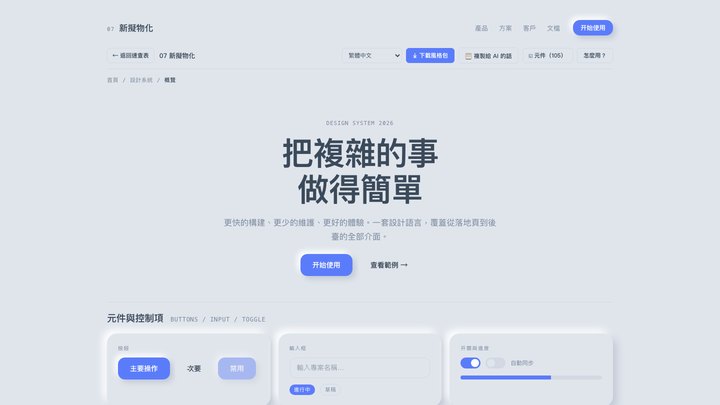 07 新擬物化
產品 方案 客戶 文檔 开始使用
← 返回速查表 07 新擬物化 繁體中文 下載風格包 複製給 AI 的話 元件（105） 怎麼用？
首頁 / 設計系統 / 概覽
DESIGN SYSTEM 2026
把複雜的事
做得簡單
更快的構建、更少的維護、更好的體驗。一套設計語言，覆蓋從落地頁到後
臺的全部介面。
开始使用 查看範例 →
元件與控制項 BUTTONS / INPUT / TOGGLE
按鈕 輸入框 開關與進度
主要操作 次要 禁用 輸入專案名稱... 自動同步
進行中 草稿